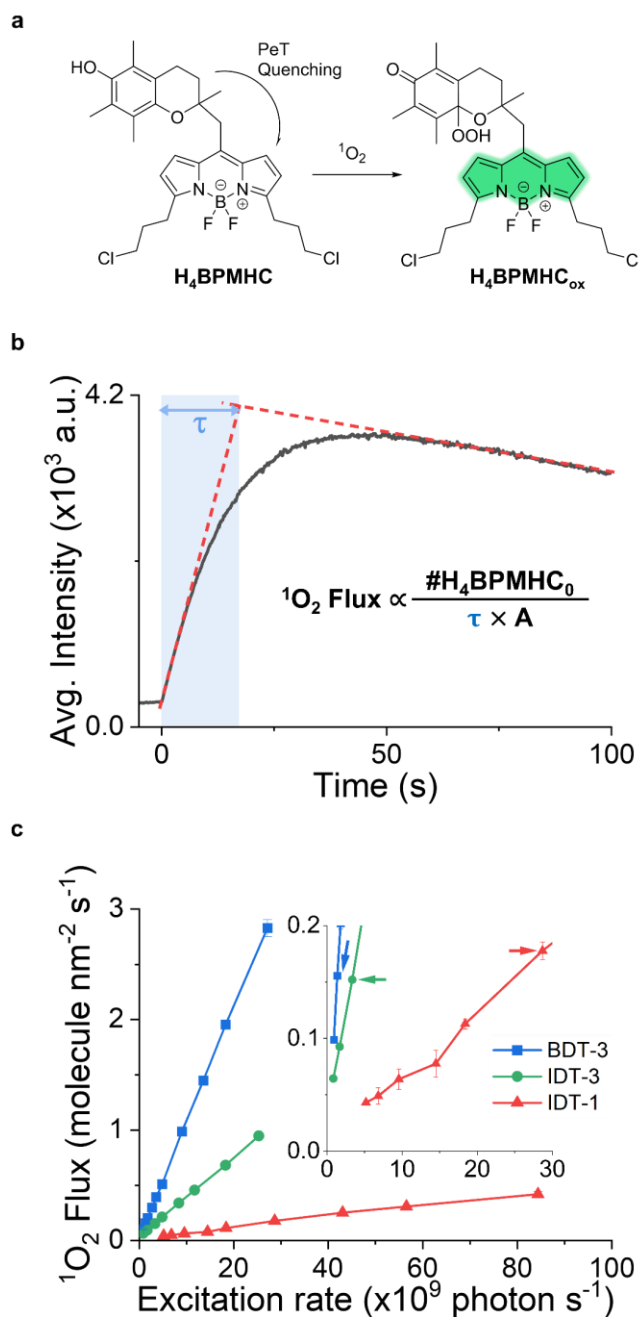 a
HO
O
PeT
Quenching
¹O₂
O
O
OOH
N ⊖ N ⊕
B
F F
Cl
Cl
H₄BPMHC
N ⊖ N ⊕
B
F F
Cl
C
H₄BPMHCₒₓ
b
Avg. Intensity (x10³ a.u.)
4.2
0.0
τ
¹O₂ Flux ∝ #H₄BPMHC₀
τ × A
0 50 100
Time (s)
c
¹O₂ Flux (molecule nm⁻² s⁻¹)
3
2
1
0
0.2
0.1
0.0
0 10 20 30
BDT-3
IDT-3
IDT-1
0 20 40 60 80 100
Excitation rate (x10⁹ photon s⁻¹)